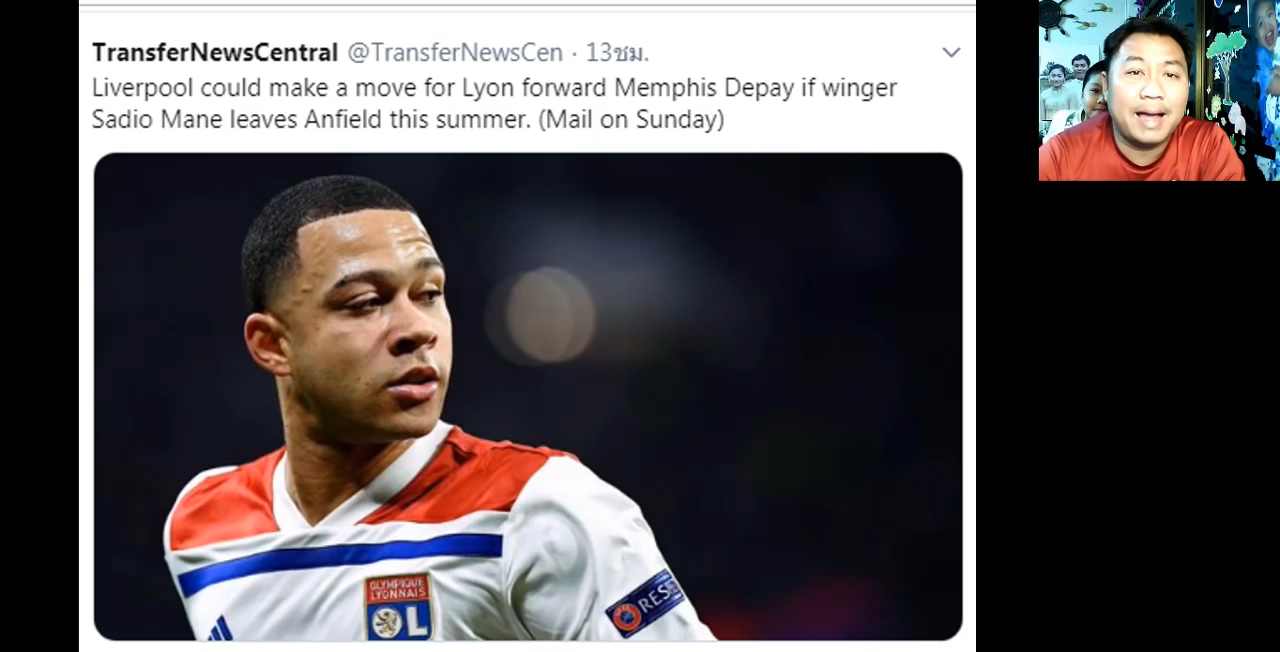 TransferNewsCentral @TransferNewsCen · 13ชม.
Liverpool could make a move for Lyon forward Memphis Depay if winger
Sadio Mane leaves Anfield this summer. (Mail on Sunday)
OLYMPIQUE
LYONNAIS
OL
RESP